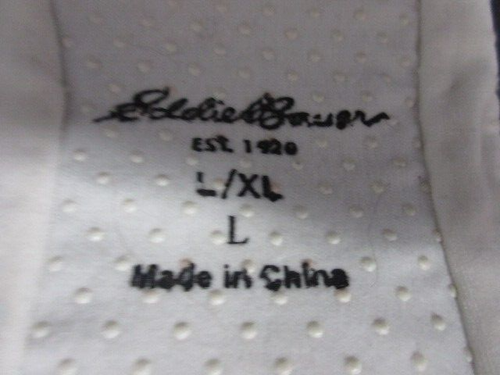 Eddie Bauer
EST. 1920
L/XL
L
Made in China